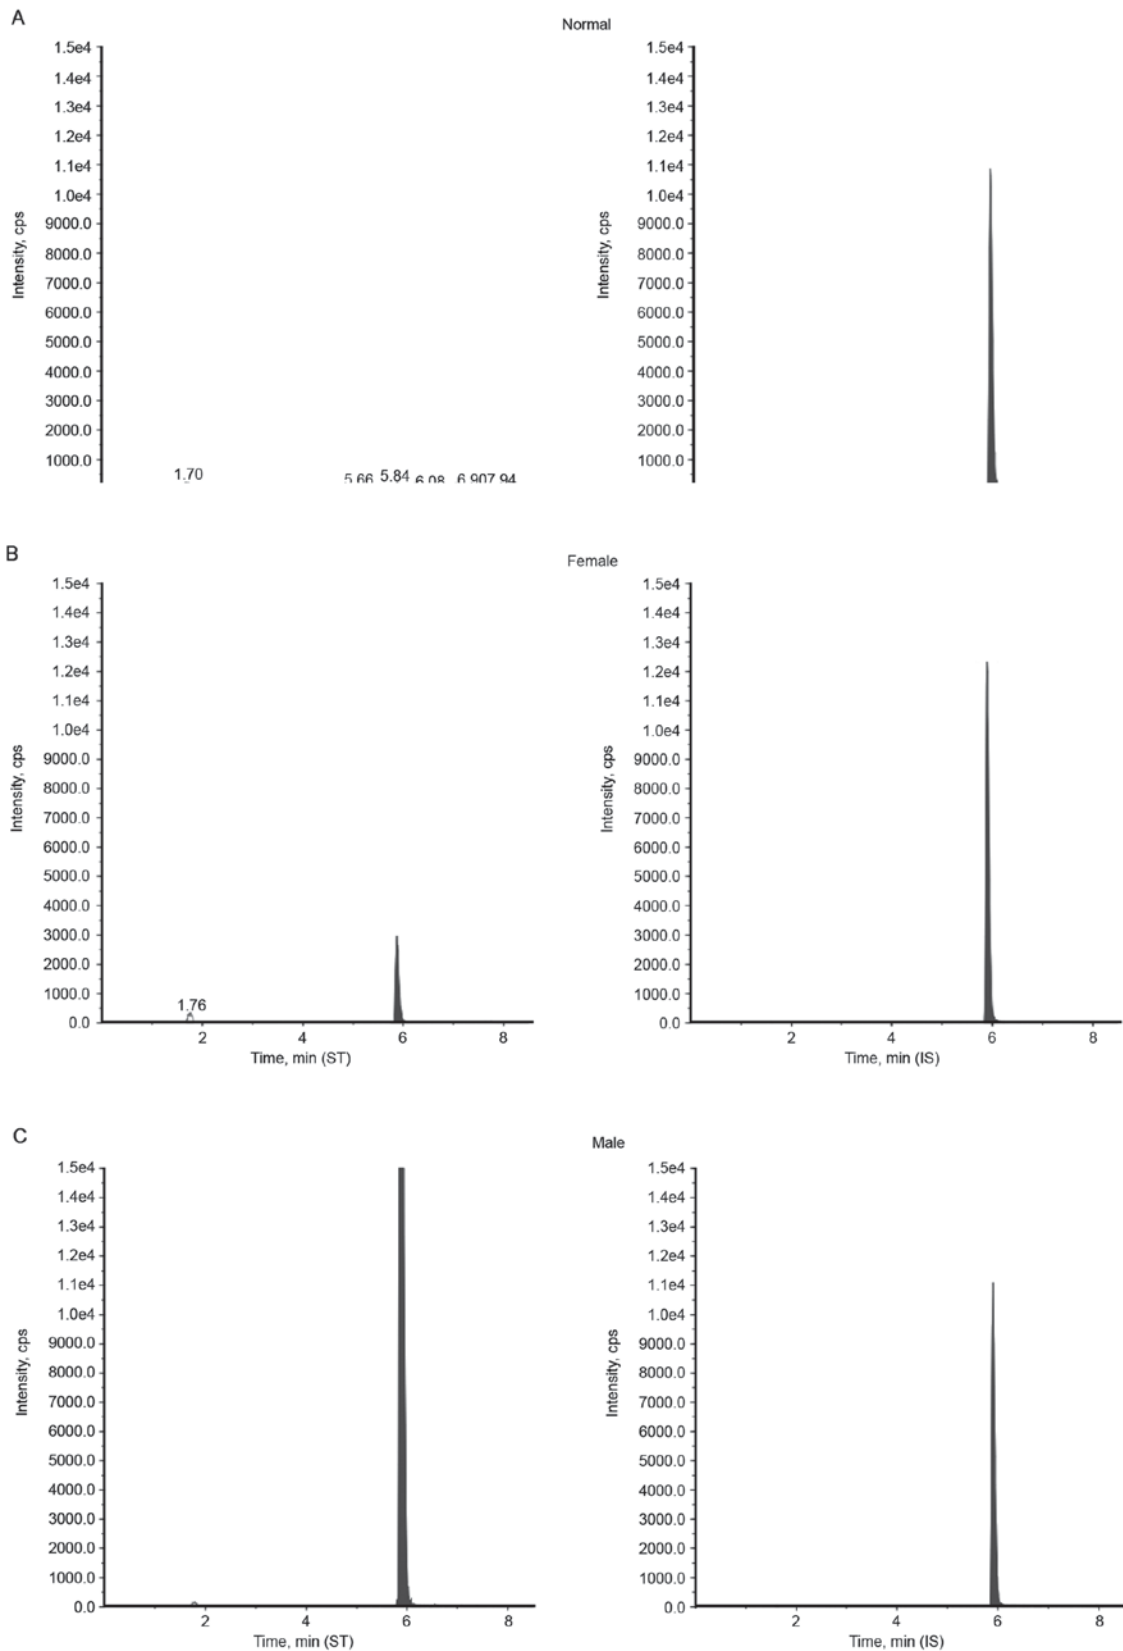 A
Normal
1.5e4
1.4e4
1.3e4
1.2e4
1.1e4
1.0e4
9000.0
8000.0
7000.0
6000.0
5000.0
4000.0
3000.0
2000.0
1000.0
Intensity, cps
1.70
5.66 5.84 6.08 6.907.94
1.5e4
1.4e4
1.3e4
1.2e4
1.1e4
1.0e4
9000.0
8000.0
7000.0
6000.0
5000.0
4000.0
3000.0
2000.0
1000.0
Intensity, cps
B
Female
1.5e4
1.4e4
1.3e4
1.2e4
1.1e4
1.0e4
9000.0
8000.0
7000.0
6000.0
5000.0
4000.0
3000.0
2000.0
1000.0
0.0
Intensity, cps
1.76
2 4 6 8
Time, min (ST)
1.5e4
1.4e4
1.3e4
1.2e4
1.1e4
1.0e4
9000.0
8000.0
7000.0
6000.0
5000.0
4000.0
3000.0
2000.0
1000.0
0.0
Intensity, cps
2 4 6 8
Time, min (IS)
C
Male
1.5e4
1.4e4
1.3e4
1.2e4
1.1e4
1.0e4
9000.0
8000.0
7000.0
6000.0
5000.0
4000.0
3000.0
2000.0
1000.0
0.0
Intensity, cps
2 4 6 8
Time, min (ST)
1.5e4
1.4e4
1.3e4
1.2e4
1.1e4
1.0e4
9000.0
8000.0
7000.0
6000.0
5000.0
4000.0
3000.0
2000.0
1000.0
0.0
Intensity, cps
2 4 6 8
Time, min (IS)